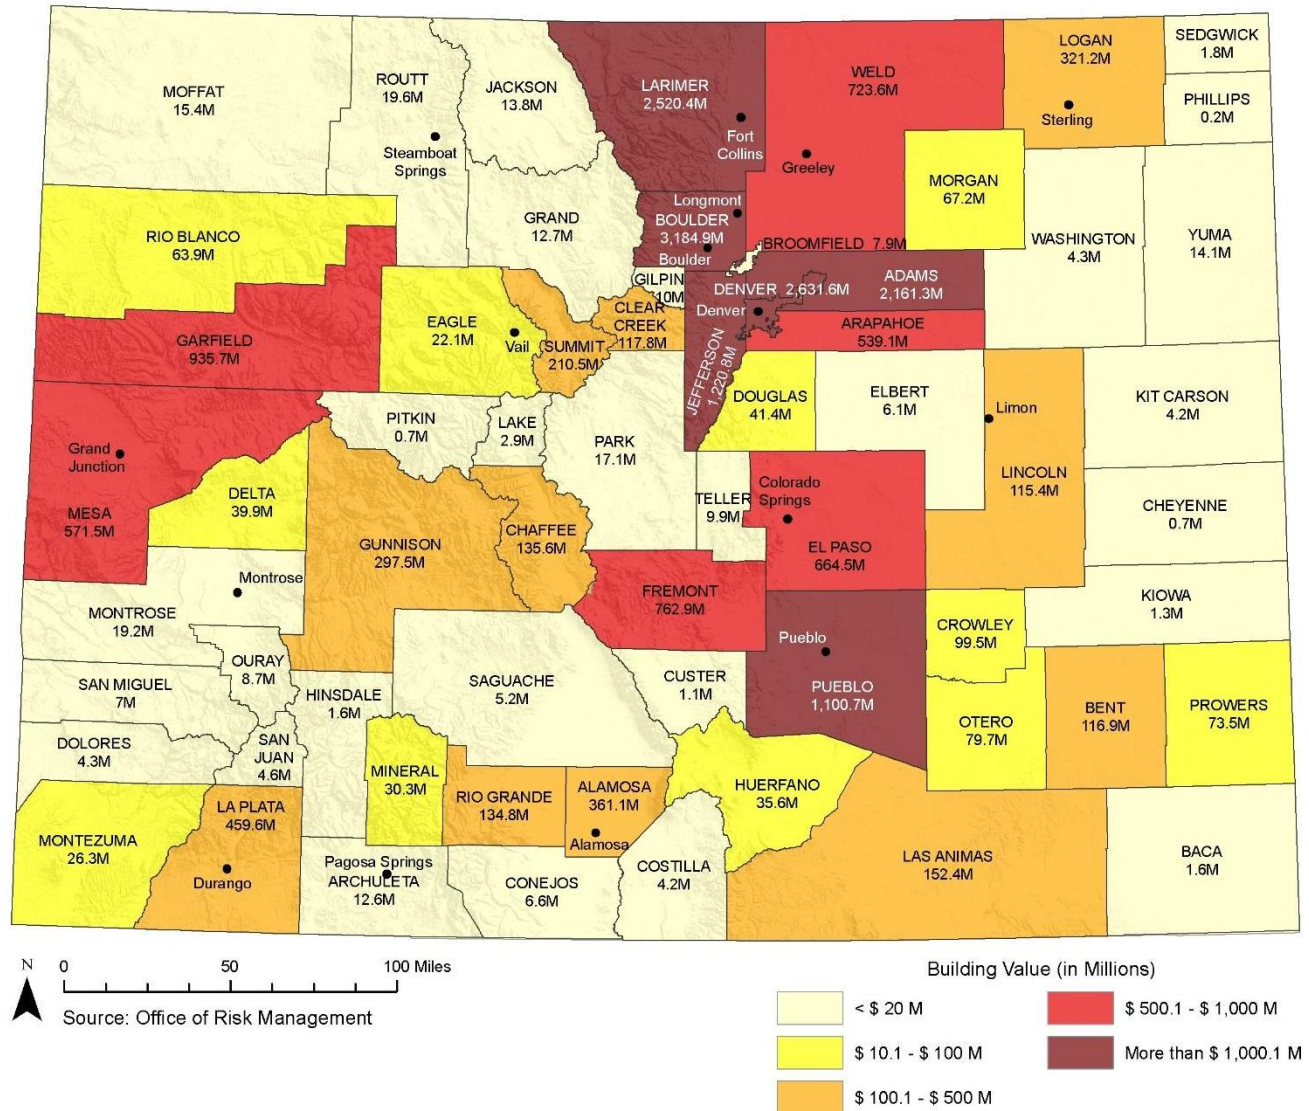 MOFFAT
15.4M
ROUTT
19.6M
Steamboat
Springs
JACKSON
13.8M
LARIMER
2,520.4M
Fort
Collins
WELD
723.6M
Greeley
LOGAN
321.2M
Sterling
SEDGWICK
1.8M
PHILLIPS
0.2M
MORGAN
67.2M
RIO BLANCO
63.9M
GRAND
12.7M
Longmont
BOULDER
3,184.9M
Boulder
BROOMFIELD 7.9M
WASHINGTON
4.3M
YUMA
14.1M
GILPIN
10M
DENVER 2,631.6M
Denver
ADAMS
2,161.3M
CLEAR
CREEK
117.8M
ARAPAHOE
539.1M
GARFIELD
935.7M
EAGLE
22.1M
Vail
SUMMIT
210.5M
JEFFERSON
1,220.8M
DOUGLAS
41.4M
ELBERT
6.1M
Limon
KIT CARSON
4.2M
PITKIN
0.7M
LAKE
2.9M
PARK
17.1M
Grand
Junction
MESA
571.5M
DELTA
39.9M
LINCOLN
115.4M
TELLER
9.9M
Colorado
Springs
EL PASO
664.5M
CHEYENNE
0.7M
GUNNISON
297.5M
CHAFFEE
135.6M
Montrose
MONTROSE
19.2M
FREMONT
762.9M
KIOWA
1.3M
CROWLEY
99.5M
OURAY
8.7M
SAN MIGUEL
7M
HINSDALE
1.6M
SAGUACHE
5.2M
CUSTER
1.1M
Pueblo
PUEBLO
1,100.7M
OTERO
79.7M
BENT
116.9M
PROWERS
73.5M
DOLORES
4.3M
SAN
JUAN
4.6M
MINERAL
30.3M
RIO GRANDE
134.8M
ALAMOSA
361.1M
Alamosa
HUERFANO
35.6M
MONTEZUMA
26.3M
LA PLATA
459.6M
Durango
Pagosa Springs
ARCHULETA
12.6M
CONEJOS
6.6M
COSTILLA
4.2M
LAS ANIMAS
152.4M
BACA
1.6M
N
0 50 100 Miles
Source: Office of Risk Management
Building Value (in Millions)
< $ 20 M
$ 10.1 - $ 100 M
$ 100.1 - $ 500 M
$ 500.1 - $ 1,000 M
More than $ 1,000.1 M